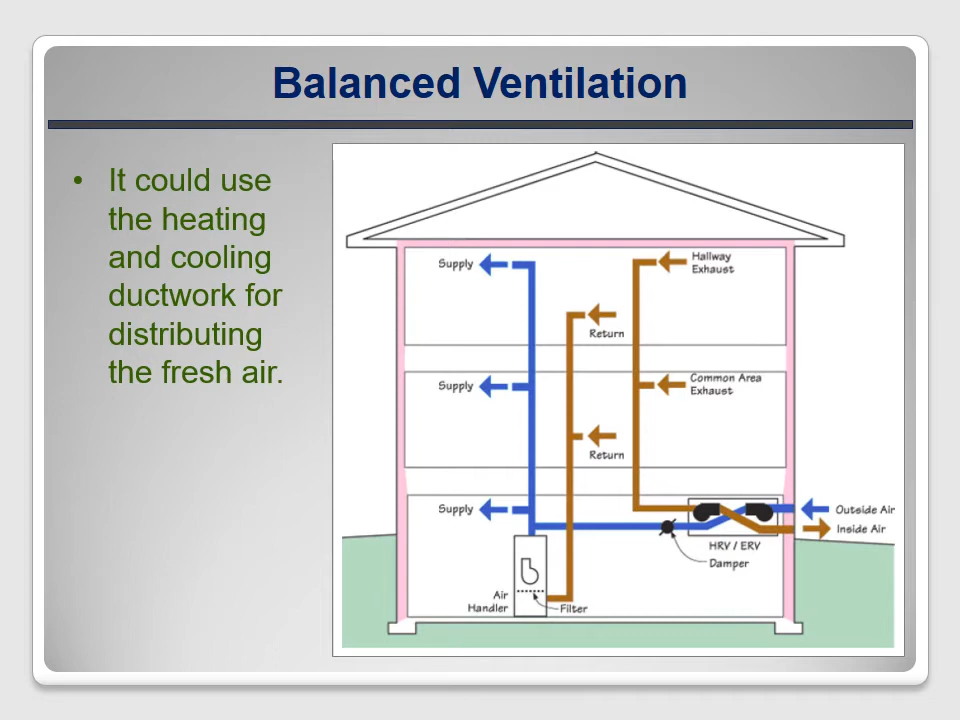 Balanced Ventilation
• It could use
the heating
and cooling
ductwork for
distributing
the fresh air.
Supply
Hallway
Exhaust
Return
Supply
Common Area
Exhaust
Return
Supply
Outside Air
Inside Air
HRV / ERV
Damper
Air
Handler
Filter